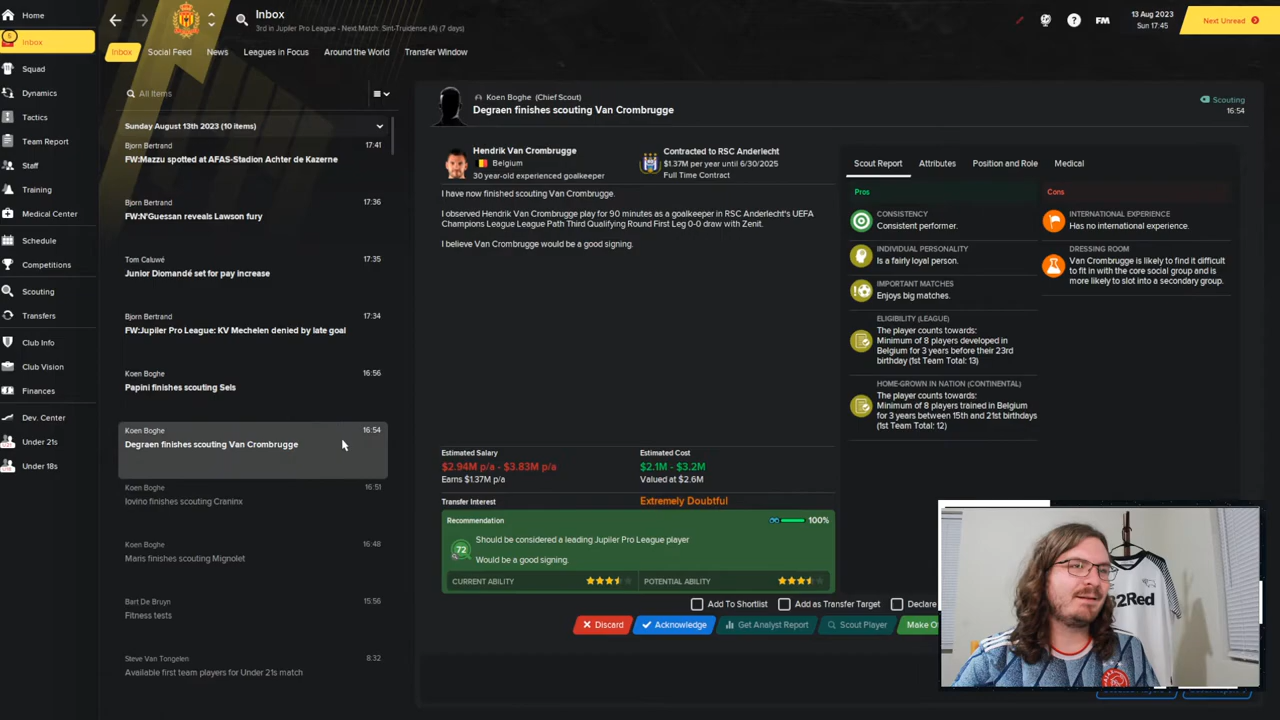 Home
Inbox
3rd in Jupiler Pro League - Next Match: Sint-Truidense (A) (7 days)
FM
13 Aug 2023
Sun 17:45
Next Unread
5
Inbox
Inbox
Social Feed
News
Leagues in Focus
Around the World
Transfer Window
Squad
Dynamics
Tactics
Team Report
Staff
Training
Medical Center
Schedule
Competitions
Scouting
Transfers
Club Info
Club Vision
Finances
Dev. Center
Under 21s
Under 18s
All Items
Sunday August 13th 2023 (10 items)
Bjorn Bertrand 17:41
FW:Mazzu spotted at AFAS-Stadion Achter de Kazerne
Bjorn Bertrand 17:36
FW:N'Guessan reveals Lawson fury
Tom Caluwé 17:35
Junior Diomandé set for pay increase
Bjorn Bertrand 17:34
FW:Jupiler Pro League: KV Mechelen denied by late goal
Koen Boghe 16:56
Papini finishes scouting Sels
Koen Boghe 16:54
Degraen finishes scouting Van Crombrugge
Koen Boghe 16:51
Iovino finishes scouting Craninx
Koen Boghe 16:48
Maris finishes scouting Mignolet
Bart De Bruyn 15:56
Fitness tests
Steve Van Tongelen 8:32
Available first team players for Under 21s match
Koen Boghe (Chief Scout)
Degraen finishes scouting Van Crombrugge
Scouting
16:54
Hendrik Van Crombrugge
Belgium
30 year-old experienced goalkeeper
Contracted to RSC Anderlecht
$1.37M per year until 6/30/2025
Full Time Contract
I have now finished scouting Van Crombrugge.
I observed Hendrik Van Crombrugge play for 90 minutes as a goalkeeper in RSC Anderlecht's UEFA
Champions League League Path Third Qualifying Round First Leg 0-0 draw with Zenit.
I believe Van Crombrugge would be a good signing.
Scout Report
Attributes
Position and Role
Medical
Pros
CONSISTENCY
Consistent performer.
INDIVIDUAL PERSONALITY
Is a fairly loyal person.
IMPORTANT MATCHES
Enjoys big matches.
ELIGIBILITY (LEAGUE)
The player counts towards:
Minimum of 8 players developed in
Belgium for 3 years before their 23rd
birthday (1st Team Total: 13)
HOME-GROWN IN NATION (CONTINENTAL)
The player counts towards:
Minimum of 8 players trained in Belgium
for 3 years between 15th and 21st birthdays
(1st Team Total: 12)
Cons
INTERNATIONAL EXPERIENCE
Has no international experience.
DRESSING ROOM
Van Crombrugge is likely to find it difficult
to fit in with the core social group and is
more likely to slot into a secondary group.
Estimated Salary
$2.94M p/a - $3.83M p/a
Earns $1.37M p/a
Estimated Cost
$2.1M - $3.2M
Valued at $2.6M
Transfer Interest
Extremely Doubtful
Recommendation
100%
72
Should be considered a leading Jupiler Pro League player
Would be a good signing.
CURRENT ABILITY
POTENTIAL ABILITY
Add To Shortlist
Add as Transfer Target
Declare
Discard
Acknowledge
Get Analyst Report
Scout Player
Make O